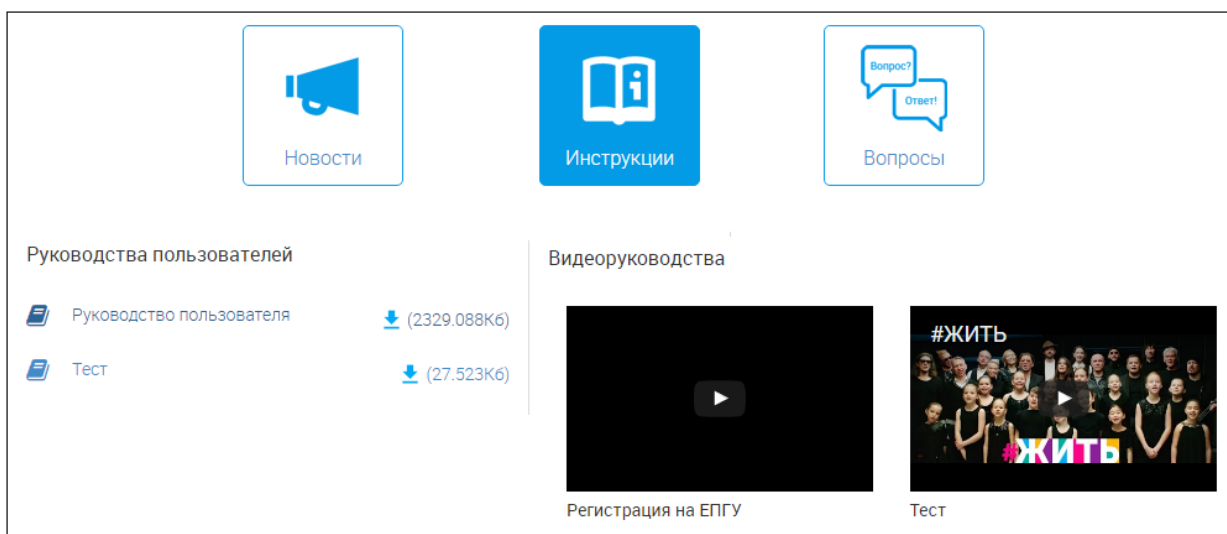 Новости
Инструкции
Вопрос?
Ответ!
Вопросы
Руководства пользователей
Руководство пользователя (2329.088Кб)
Тест (27.523Кб)
Видеоруководства
#ЖИТЬ
#ЖИТЬ
Регистрация на ЕПГУ
Тест